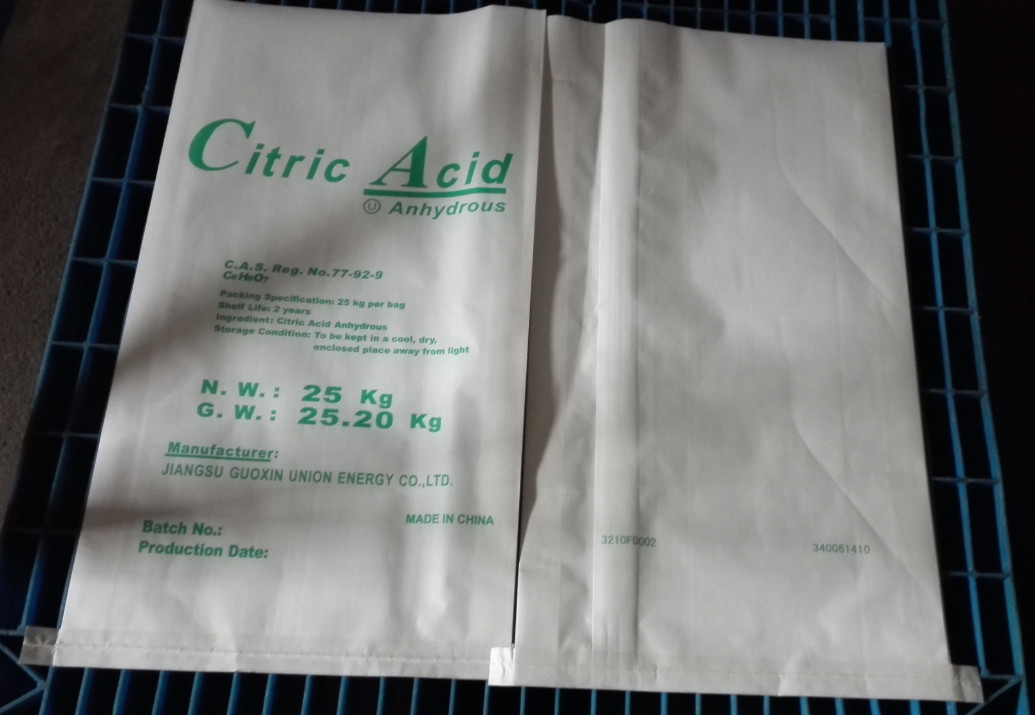 Citric Acid
Ⓤ Anhydrous
C.A.S. Reg. No.77-92-9
C₆H₈O₇
Packing Specification: 25 kg per bag
Shelf Life: 2 years
Ingredient: Citric Acid Anhydrous
Storage Condition: To be kept in a cool, dry,
enclosed place away from light
N. W.: 25 Kg
G. W.: 25.20 Kg
Manufacturer:
JIANGSU GUOXIN UNION ENERGY CO.,LTD.
MADE IN CHINA
Batch No.:
Production Date:
3210FD002
340061410